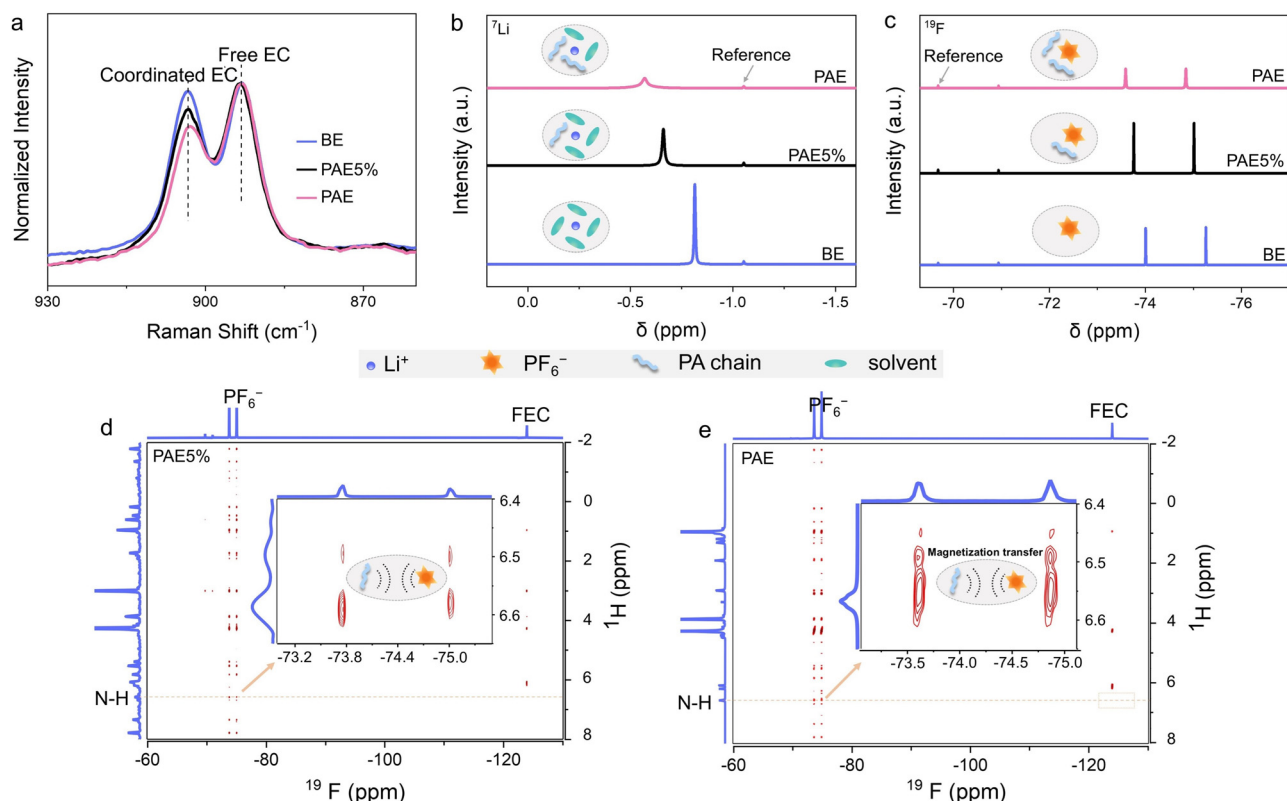 a
Free EC
Coordinated EC
BE
PAE5%
PAE
Normalized Intensity
930
900
870
Raman Shift (cm⁻¹)
b
⁷Li
Reference
PAE
PAE5%
BE
Intensity (a.u.)
0.0
-0.5
-1.0
-1.5
δ (ppm)
c
¹⁹F
Reference
PAE
PAE5%
BE
Intensity (a.u.)
-70
-72
-74
-76
δ (ppm)
Li⁺
PF₆⁻
PA chain
solvent
d
PF₆⁻
FEC
PAE5%
-2
0
2
4
6
8
¹H (ppm)
6.4
6.5
6.6
-73.2
-73.8
-74.4
-75.0
N-H
-60
-80
-100
-120
¹⁹ F (ppm)
e
PF₆⁻
FEC
PAE
-2
0
2
4
6
8
¹H (ppm)
6.4
6.5
6.6
Magnetization transfer
-73.5
-74.0
-74.5
-75.0
N-H
-60
-80
-100
-120
¹⁹ F (ppm)